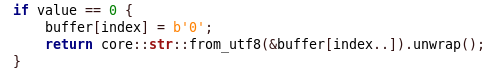 if value == 0 {
    buffer[index] = b'0';
    return core::str::from_utf8(&buffer[index..]).unwrap();
}